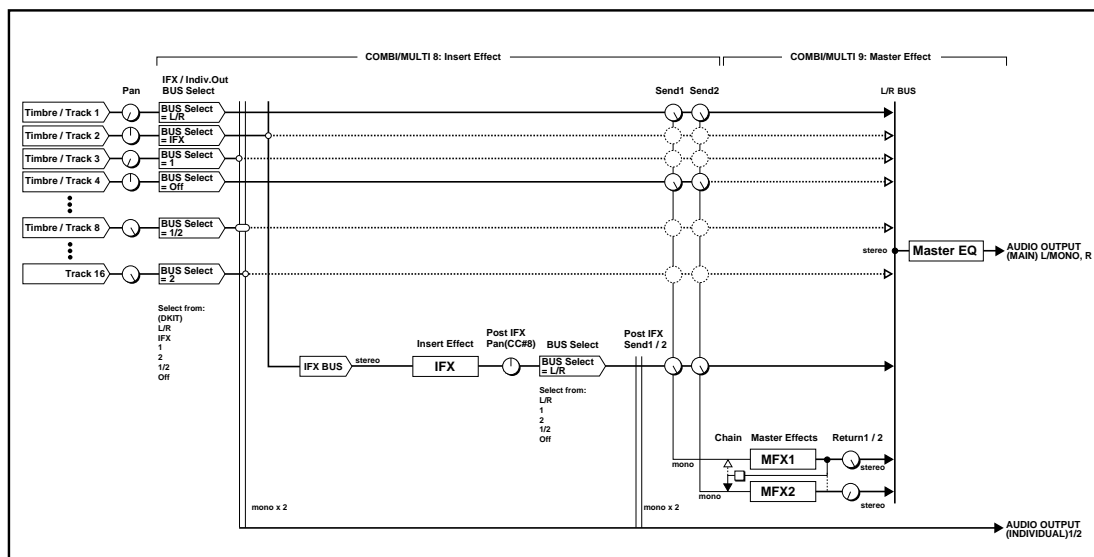 COMBI/MULTI 8: Insert Effect
COMBI/MULTI 9: Master Effect
Pan
IFX / Indiv.Out
BUS Select
Send1 Send2
L/R BUS
Timbre / Track 1
BUS Select
= L/R
Timbre / Track 2
BUS Select
= IFX
Timbre / Track 3
BUS Select
= 1
Timbre / Track 4
BUS Select
= Off
Timbre / Track 8
BUS Select
= 1/2
Track 16
BUS Select
= 2
stereo
Master EQ
AUDIO OUTPUT
(MAIN) L/MONO, R
Select from:
(DKIT)
L/R
IFX
1
2
1/2
Off
IFX BUS
stereo
Insert Effect
IFX
Post IFX
Pan(CC#8)
BUS Select
BUS Select
= L/R
Select from:
L/R
1
2
1/2
Off
Post IFX
Send1 / 2
Chain
Master Effects
Return1 / 2
mono
MFX1
stereo
mono
MFX2
stereo
mono x 2
mono x 2
AUDIO OUTPUT
(INDIVIDUAL)1/2